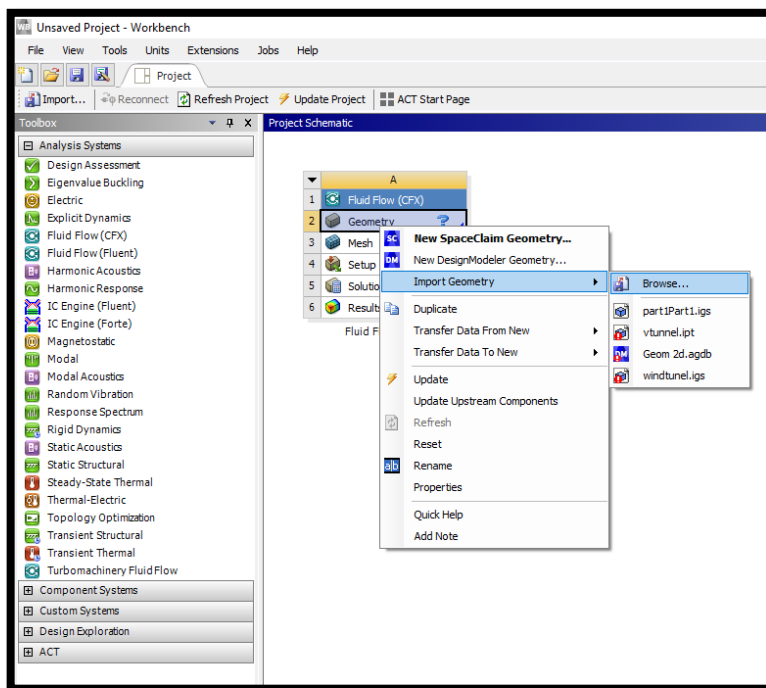 WB Unsaved Project - Workbench
File View Tools Units Extensions Jobs Help
Project
Import... Reconnect Refresh Project Update Project ACT Start Page
Toolbox
Project Schematic
Analysis Systems
Design Assessment
Eigenvalue Buckling
Electric
Explicit Dynamics
Fluid Flow (CFX)
Fluid Flow (Fluent)
Harmonic Acoustics
Harmonic Response
IC Engine (Fluent)
IC Engine (Forte)
Magnetostatic
Modal
Modal Acoustics
Random Vibration
Response Spectrum
Rigid Dynamics
Static Acoustics
Static Structural
Steady-State Thermal
Thermal-Electric
Topology Optimization
Transient Structural
Transient Thermal
Turbomachinery Fluid Flow
Component Systems
Custom Systems
Design Exploration
ACT
A
1 Fluid Flow (CFX)
2 Geometry ?
3 Mesh
4 Setup
5 Solutio
6 Results
Fluid F
SC New SpaceClaim Geometry...
DM New DesignModeler Geometry...
Import Geometry
Duplicate
Transfer Data From New
Transfer Data To New
Update
Update Upstream Components
Refresh
Reset
a|b Rename
Properties
Quick Help
Add Note
Browse...
part1Part1.igs
vtunnel.ipt
DM Geom 2d.agdb
windtunel.igs